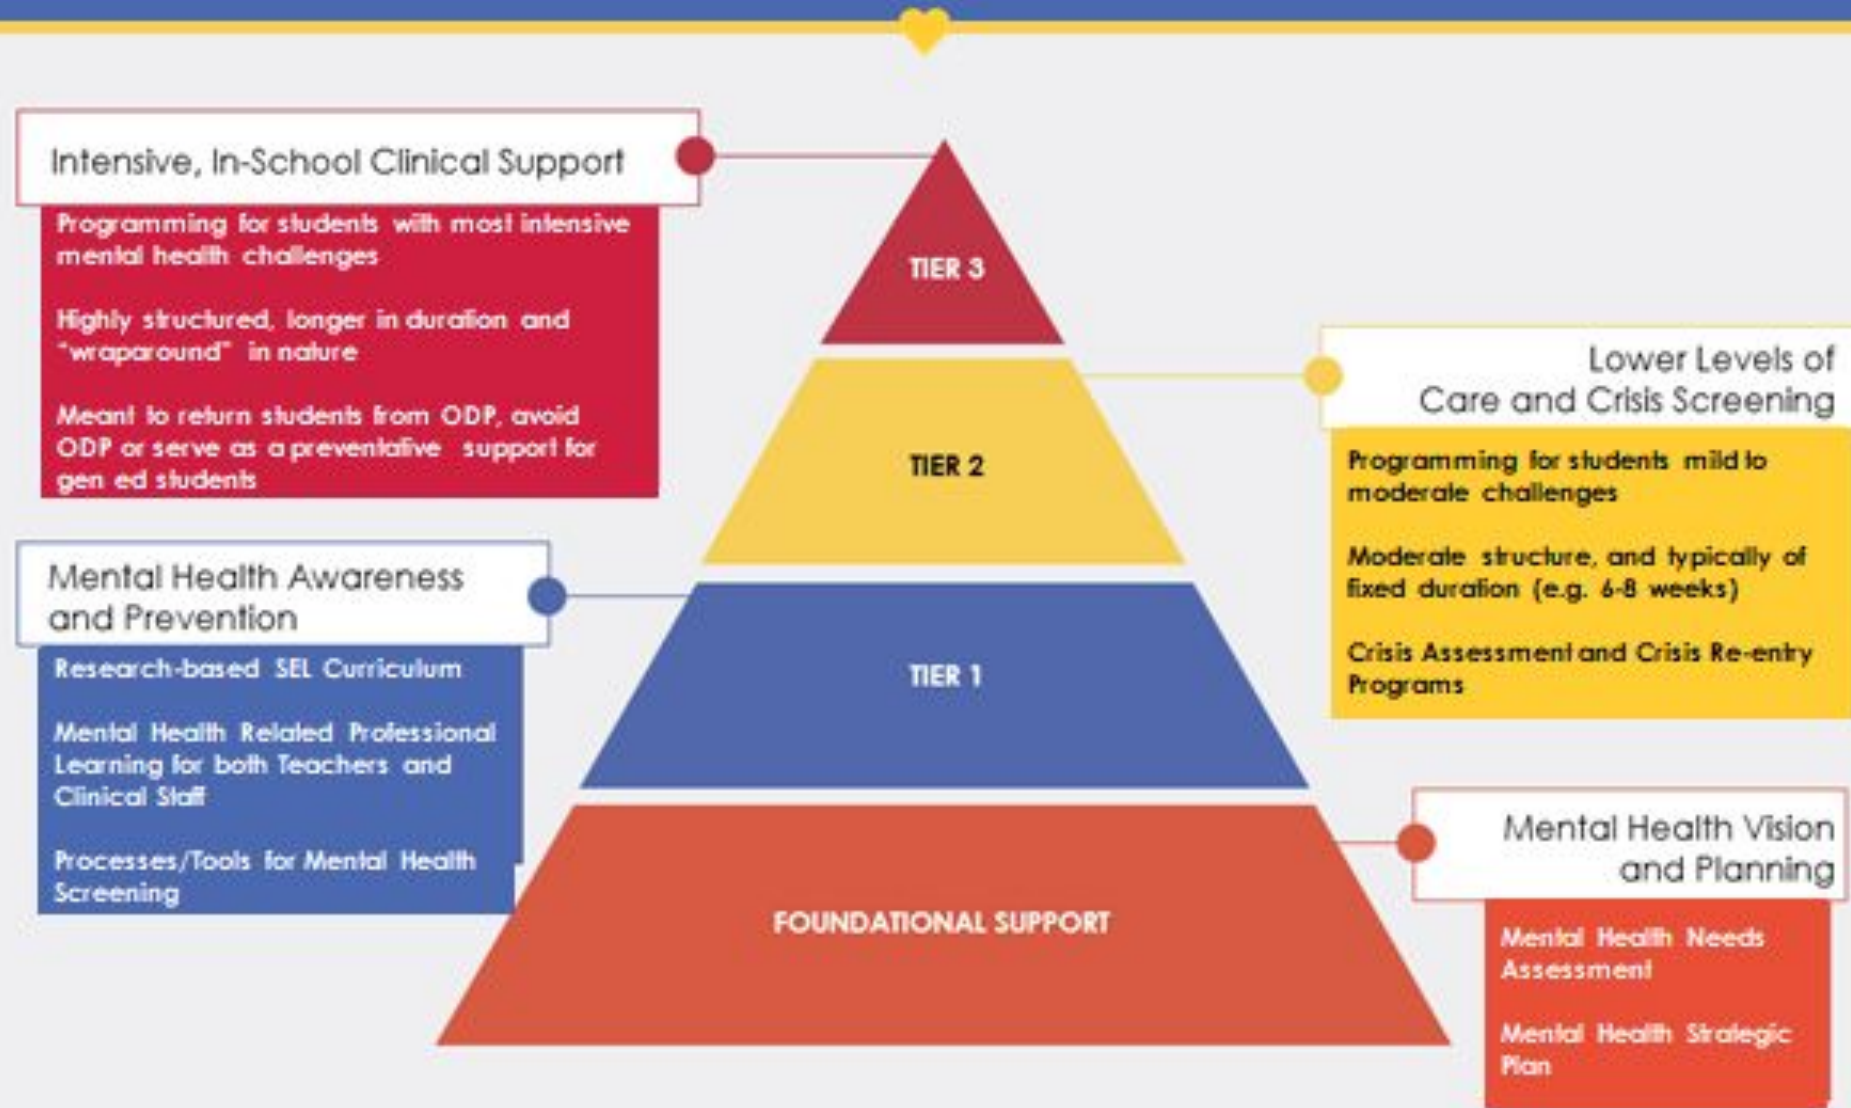 Intensive, In-School Clinical Support
Programming for students with most intensive
mental health challenges
Highly structured, longer in duration and
"wraparound" in nature
Meant to return students from ODP, avoid
ODP or serve as a preventative support for
gen ed students
TIER 3
Lower Levels of
Care and Crisis Screening
Programming for students mild to
moderate challenges
Moderate structure, and typically of
fixed duration (e.g. 6-8 weeks)
Crisis Assessment and Crisis Re-entry
Programs
TIER 2
Mental Health Awareness
and Prevention
Research-based SEL Curriculum
Mental Health Related Professional
Learning for both Teachers and
Clinical Staff
Processes/Tools for Mental Health
Screening
TIER 1
Mental Health Vision
and Planning
Mental Health Needs
Assessment
Mental Health Strategic
Plan
FOUNDATIONAL SUPPORT